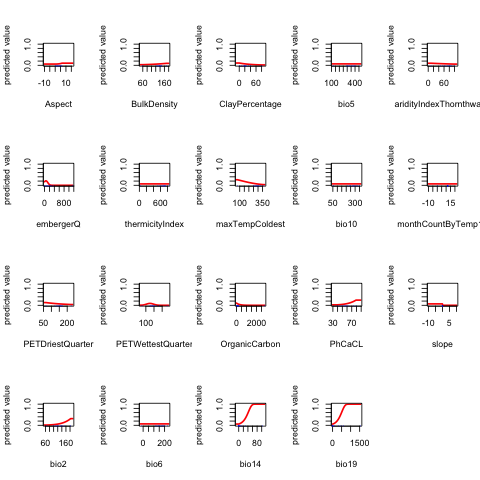 predicted value 0.0 1.0 -10 10 Aspect
predicted value 0.0 1.0 60 160 BulkDensity
predicted value 0.0 1.0 0 60 ClayPercentage
predicted value 0.0 1.0 100 400 bio5
predicted value 0.0 1.0 0 60 aridityIndexThornthwa
predicted value 0.0 1.0 0 800 embergerQ
predicted value 0.0 1.0 0 600 thermicityIndex
predicted value 0.0 1.0 100 350 maxTempColdest
predicted value 0.0 1.0 50 300 bio10
predicted value 0.0 1.0 -10 15 monthCountByTemp
predicted value 0.0 1.0 50 200 PETDriestQuarter
predicted value 0.0 1.0 100 PETWettestQuarter
predicted value 0.0 1.0 0 2000 OrganicCarbon
predicted value 0.0 1.0 30 70 PhCaCL
predicted value 0.0 1.0 -10 5 slope
predicted value 0.0 1.0 60 160 bio2
predicted value 0.0 1.0 0 200 bio6
predicted value 0.0 1.0 0 80 bio14
predicted value 0.0 1.0 0 1500 bio19